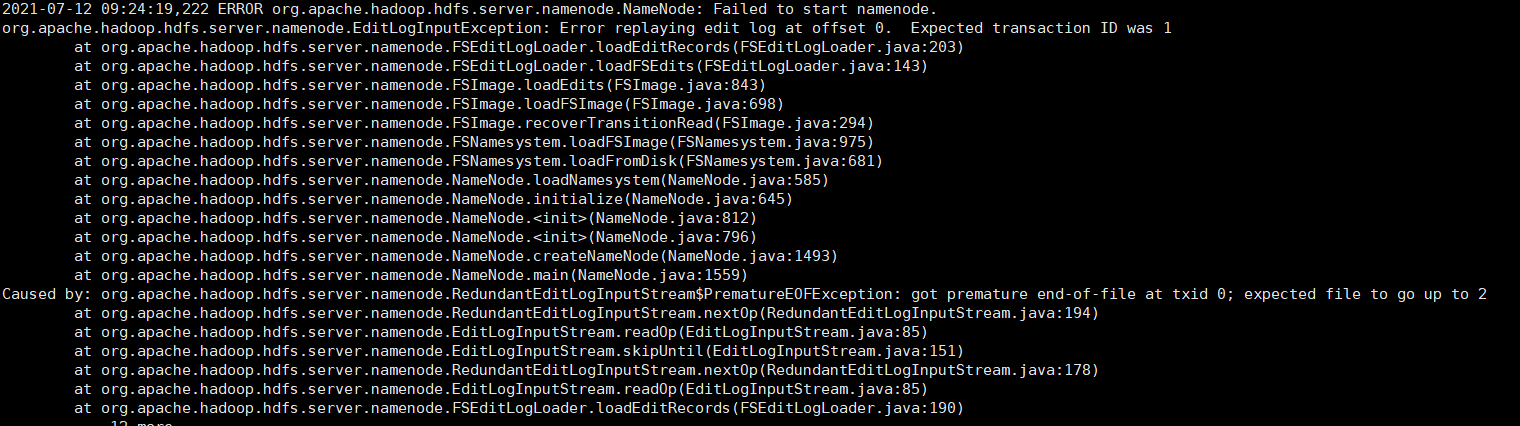 2021-07-12 09:24:19,222 ERROR org.apache.hadoop.hdfs.server.namenode.NameNode: Failed to start namenode.
org.apache.hadoop.hdfs.server.namenode.EditLogInputException: Error replaying edit log at offset 0.  Expected transaction ID was 1
        at org.apache.hadoop.hdfs.server.namenode.FSEditLogLoader.loadEditRecords(FSEditLogLoader.java:203)
        at org.apache.hadoop.hdfs.server.namenode.FSEditLogLoader.loadFSEdits(FSEditLogLoader.java:143)
        at org.apache.hadoop.hdfs.server.namenode.FSImage.loadEdits(FSImage.java:843)
        at org.apache.hadoop.hdfs.server.namenode.FSImage.loadFSImage(FSImage.java:698)
        at org.apache.hadoop.hdfs.server.namenode.FSImage.recoverTransitionRead(FSImage.java:294)
        at org.apache.hadoop.hdfs.server.namenode.FSNamesystem.loadFSImage(FSNamesystem.java:975)
        at org.apache.hadoop.hdfs.server.namenode.FSNamesystem.loadFromDisk(FSNamesystem.java:681)
        at org.apache.hadoop.hdfs.server.namenode.NameNode.loadNamesystem(NameNode.java:585)
        at org.apache.hadoop.hdfs.server.namenode.NameNode.initialize(NameNode.java:645)
        at org.apache.hadoop.hdfs.server.namenode.NameNode.<init>(NameNode.java:812)
        at org.apache.hadoop.hdfs.server.namenode.NameNode.<init>(NameNode.java:796)
        at org.apache.hadoop.hdfs.server.namenode.NameNode.createNameNode(NameNode.java:1493)
        at org.apache.hadoop.hdfs.server.namenode.NameNode.main(NameNode.java:1559)
Caused by: org.apache.hadoop.hdfs.server.namenode.RedundantEditLogInputStream$PrematureEOFException: got premature end-of-file at txid 0; expected file to go up to 2
        at org.apache.hadoop.hdfs.server.namenode.RedundantEditLogInputStream.nextOp(RedundantEditLogInputStream.java:194)
        at org.apache.hadoop.hdfs.server.namenode.EditLogInputStream.readOp(EditLogInputStream.java:85)
        at org.apache.hadoop.hdfs.server.namenode.EditLogInputStream.skipUntil(EditLogInputStream.java:151)
        at org.apache.hadoop.hdfs.server.namenode.RedundantEditLogInputStream.nextOp(RedundantEditLogInputStream.java:178)
        at org.apache.hadoop.hdfs.server.namenode.EditLogInputStream.readOp(EditLogInputStream.java:85)
        at org.apache.hadoop.hdfs.server.namenode.FSEditLogLoader.loadEditRecords(FSEditLogLoader.java:190)